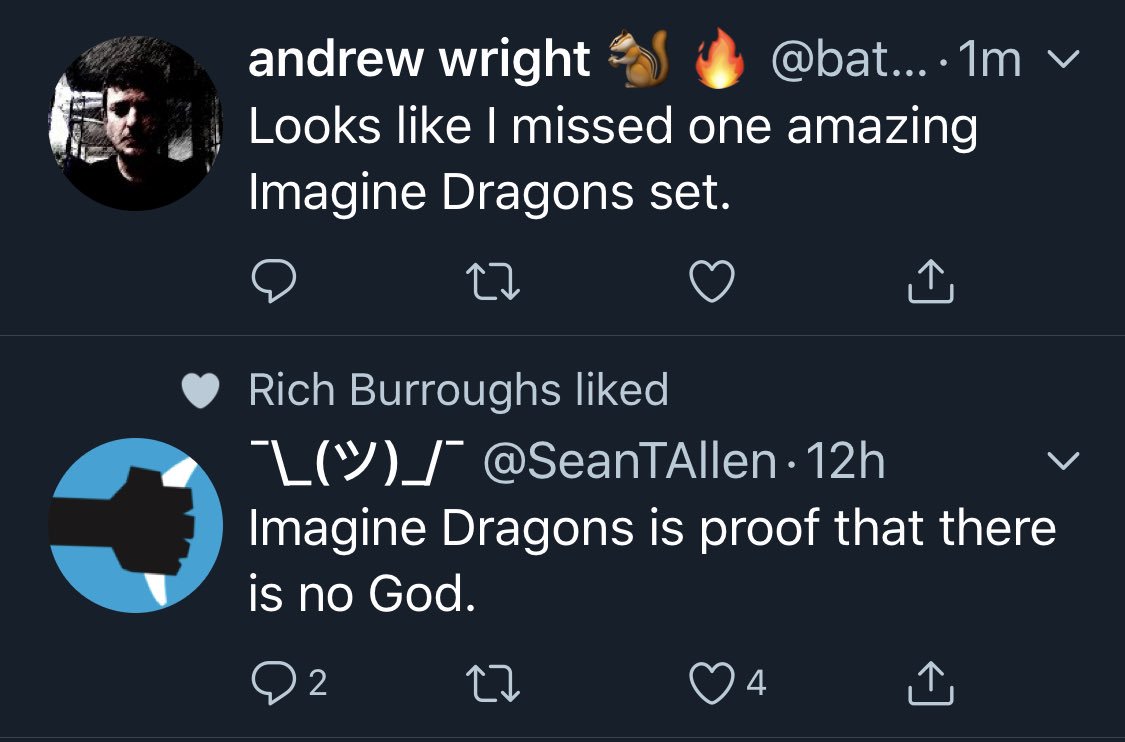 andrew wright 🐿️ 🔥 @bat... · 1m
Looks like I missed one amazing
Imagine Dragons set.
Rich Burroughs liked
¯\_(ツ)_/¯ @SeanTAllen · 12h
Imagine Dragons is proof that there
is no God.
2 4